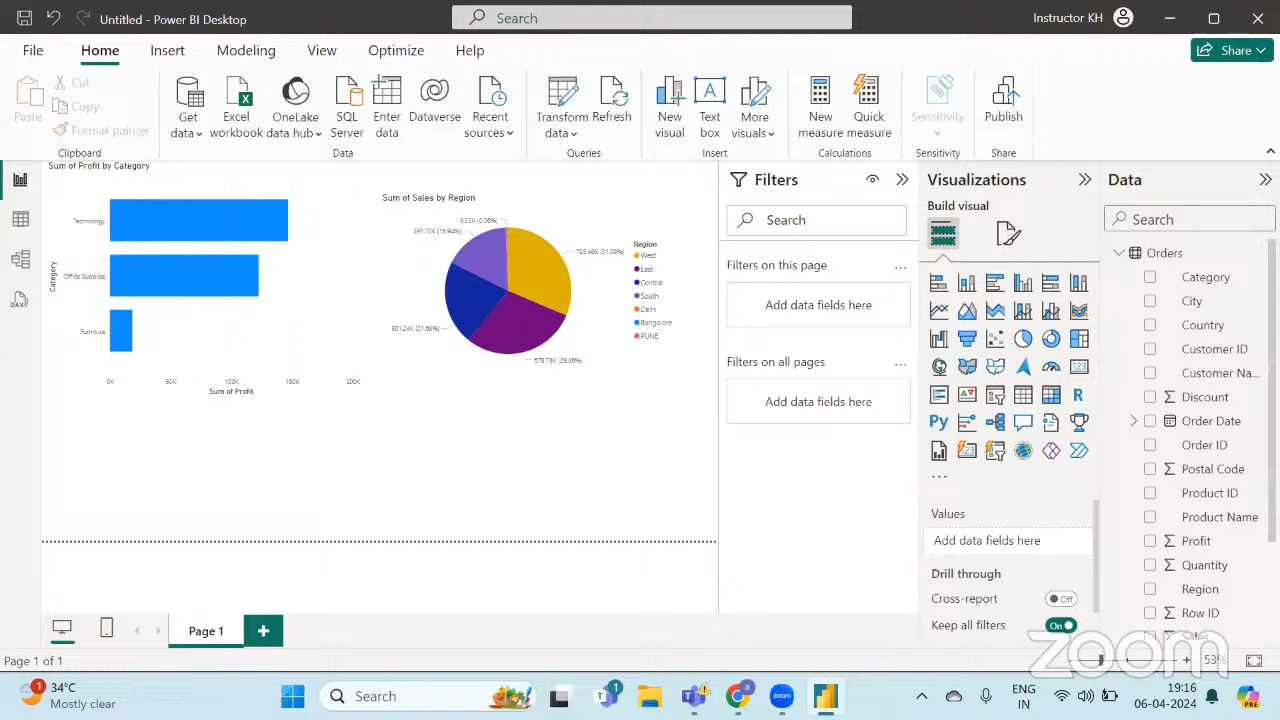 Untitled - Power BI Desktop
Search
Instructor KH
File
Home
Insert
Modeling
View
Optimize
Help
Share
Paste
Cut
Copy
Format painter
Clipboard
Get data
Excel workbook
OneLake data hub
SQL Server
Enter data
Dataverse
Recent sources
Data
Transform data
Refresh
Queries
New visual
Text box
More visuals
Insert
New measure
Quick measure
Calculations
Sensitivity
Sensitivity
Publish
Share
Sum of Profit by Category
Category
Technology
Office Supplies
Furniture
0K
50K
100K
150K
200K
Sum of Profit
Sum of Sales by Region
8.32K (0.36%)
391.72K (16.94%)
725.46K (31.38%)
501.24K (21.68%)
678.78K (29.36%)
Region
West
East
Central
South
Delhi
Bangalore
PUNE
Filters
Search
Filters on this page
...
Add data fields here
Filters on all pages
...
Add data fields here
Visualizations
Build visual
123
R
Py
...
Values
Add data fields here
Drill through
Cross-report
Off
Keep all filters
On
Data
Search
Orders
Category
City
Country
Customer ID
Customer Na...
Discount
Order Date
Order ID
Postal Code
Product ID
Product Name
Profit
Quantity
Region
Row ID
Sales
Page 1
Page 1 of 1
53%
zoom
34°C
Mostly clear
Search
ENG
IN
19:16
06-04-2024